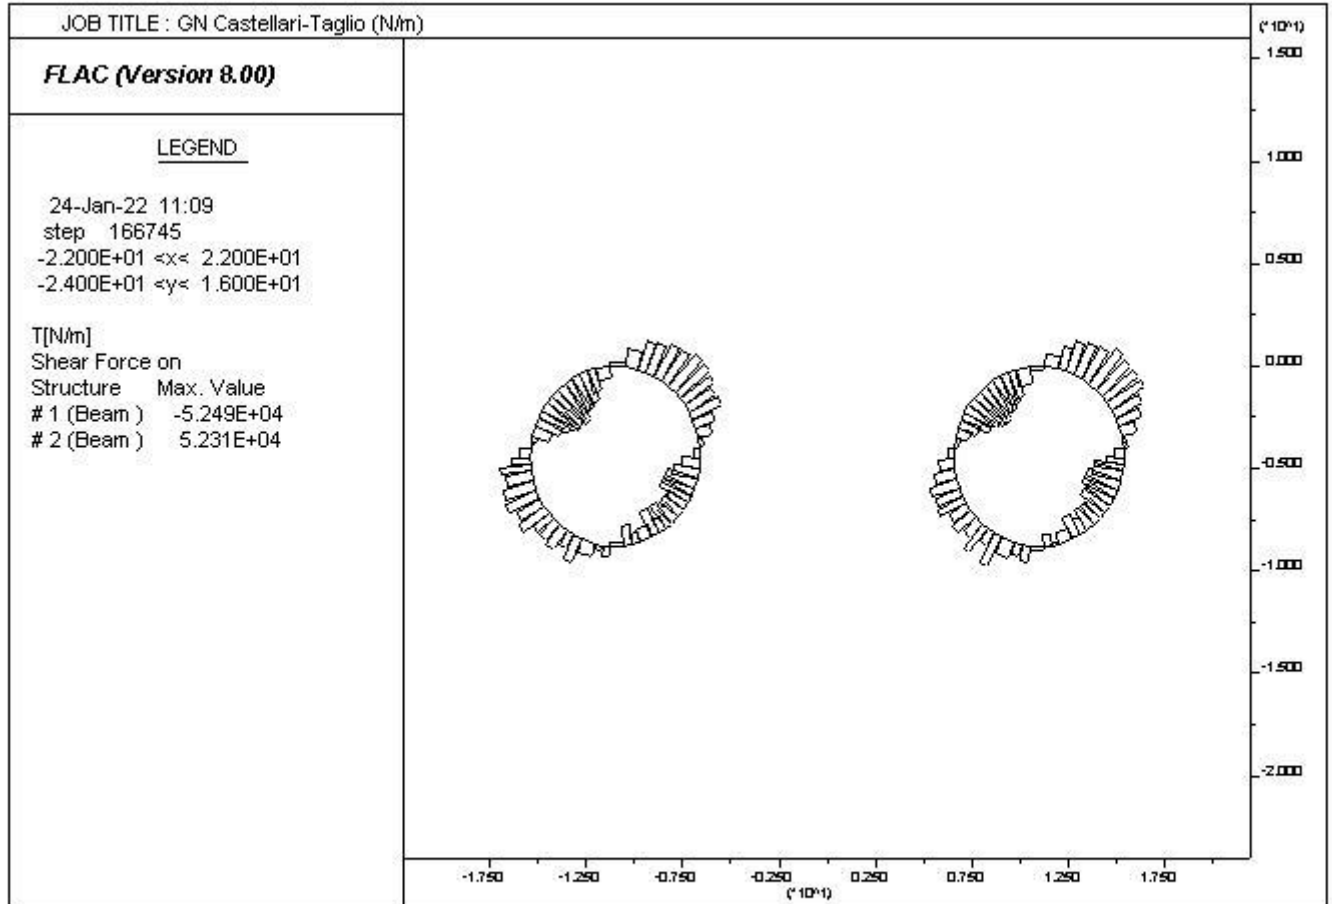 JOB TITLE : GN Castellari-Taglio (N/m)
(*10^1)
FLAC (Version 8.00)
LEGEND
24-Jan-22 11:09
step 166745
-2.200E+01 <x< 2.200E+01
-2.400E+01 <y< 1.600E+01
T[N/m]
Shear Force on
Structure Max. Value
# 1 (Beam ) -5.249E+04
# 2 (Beam ) 5.231E+04
1.500
1.000
0.500
0.000
-0.500
-1.000
-1.500
-2.000
-1.750 -1.250 -0.750 -0.250 0.250 0.750 1.250 1.750
(*10^1)